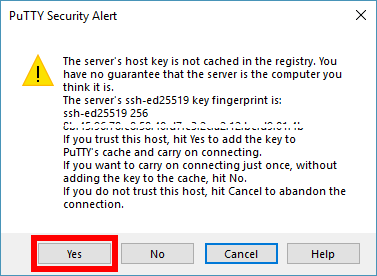 PuTTY Security Alert
The server's host key is not cached in the registry. You
have no guarantee that the server is the computer you
think it is.
The server's ssh-ed25519 key fingerprint is:
ssh-ed25519 256
If you trust this host, hit Yes to add the key to
PuTTY's cache and carry on connecting.
If you want to carry on connecting just once, without
adding the key to the cache, hit No.
If you do not trust this host, hit Cancel to abandon the
connection.
Yes
No
Cancel
Help